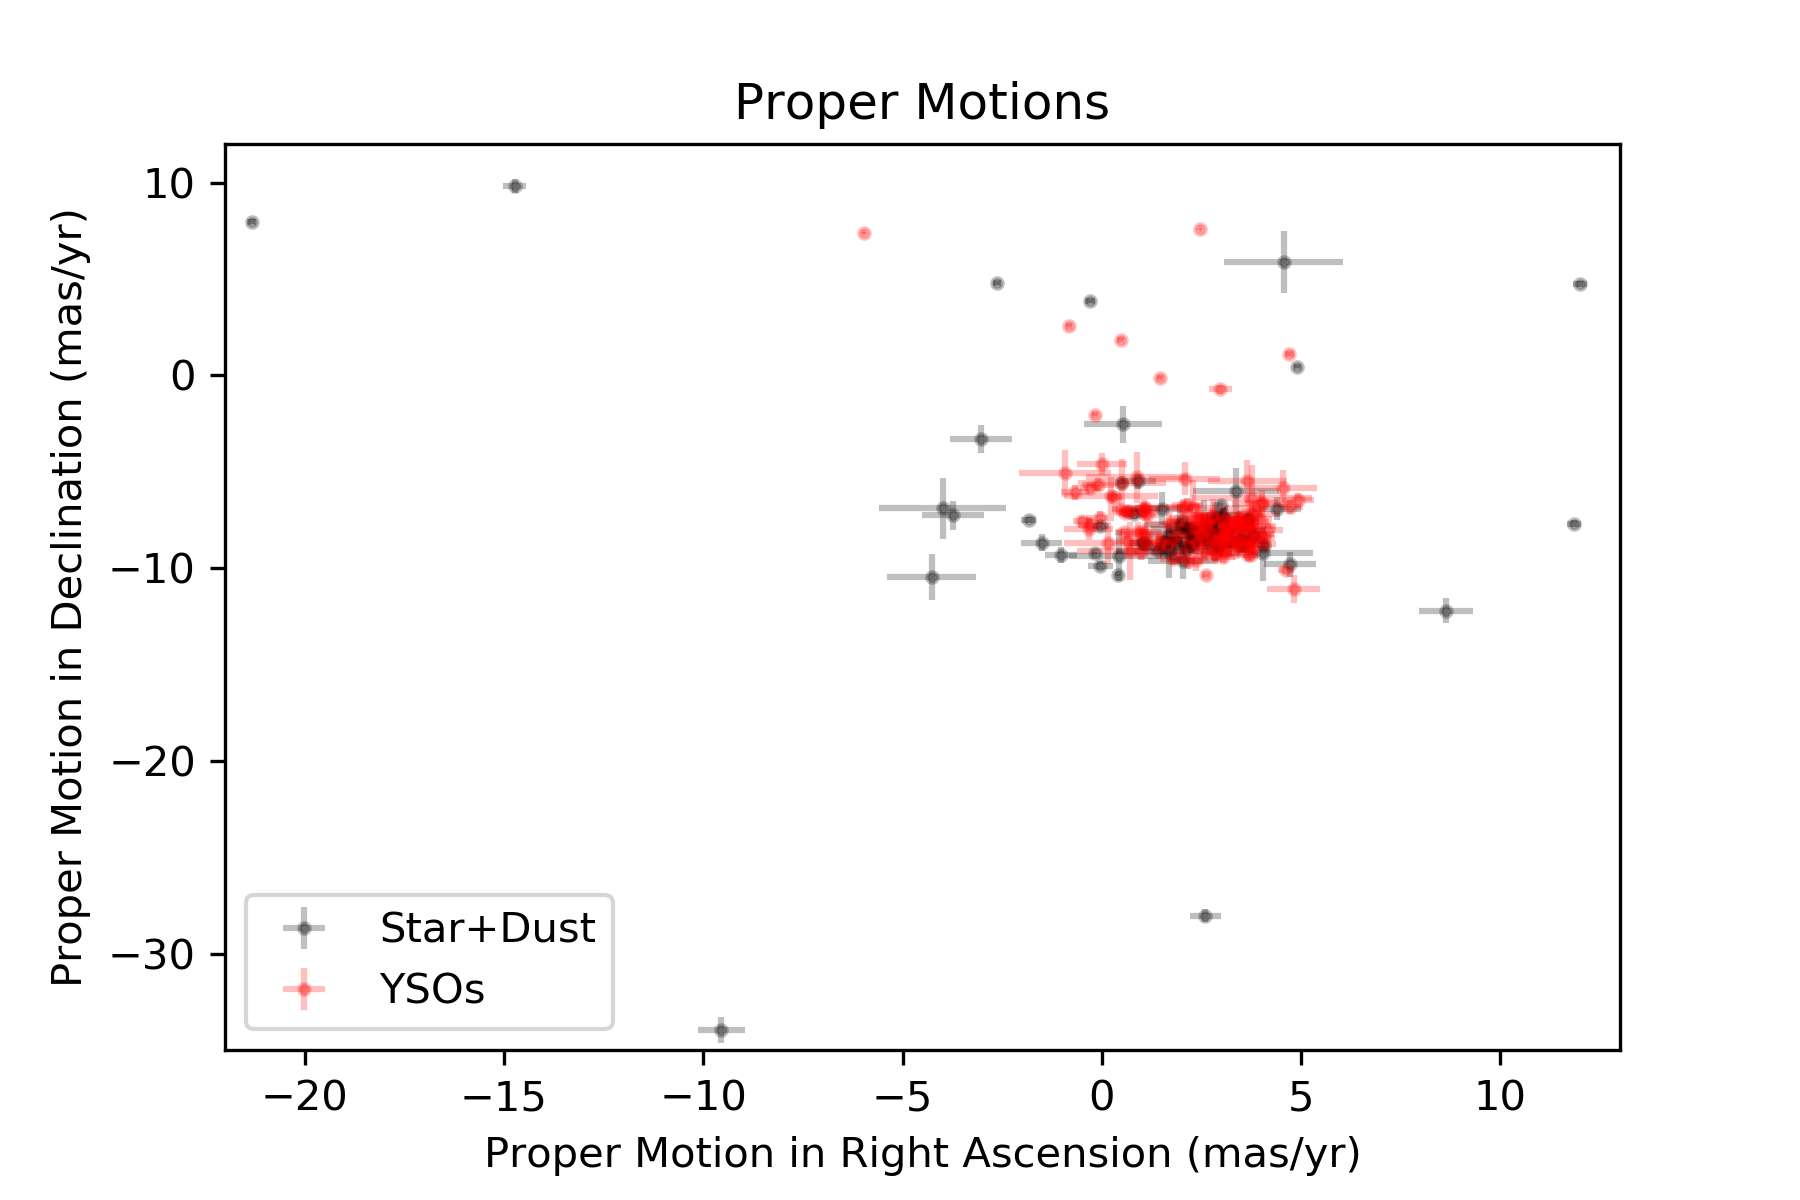 Proper Motions
Proper Motion in Declination (mas/yr)
10
0
−10
−20
−30
Star+Dust
YSOs
−20 −15 −10 −5 0 5 10
Proper Motion in Right Ascension (mas/yr)